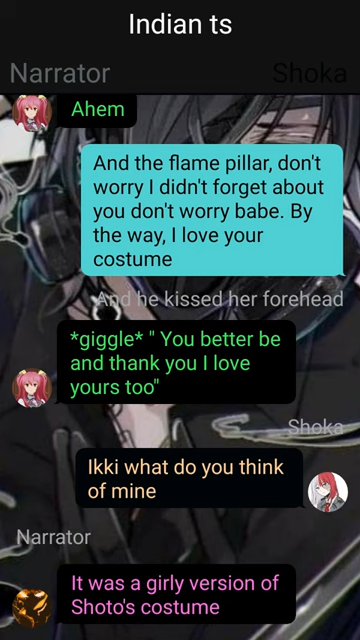 Indian ts
Narrator
Shoka
Ahem
And the flame pillar, don't
worry I didn't forget about
you don't worry babe. By
the way, I love your
costume
And he kissed her forehead
*giggle* " You better be
and thank you I love
yours too"
Shoka
Ikki what do you think
of mine
Narrator
It was a girly version of
Shoto's costume